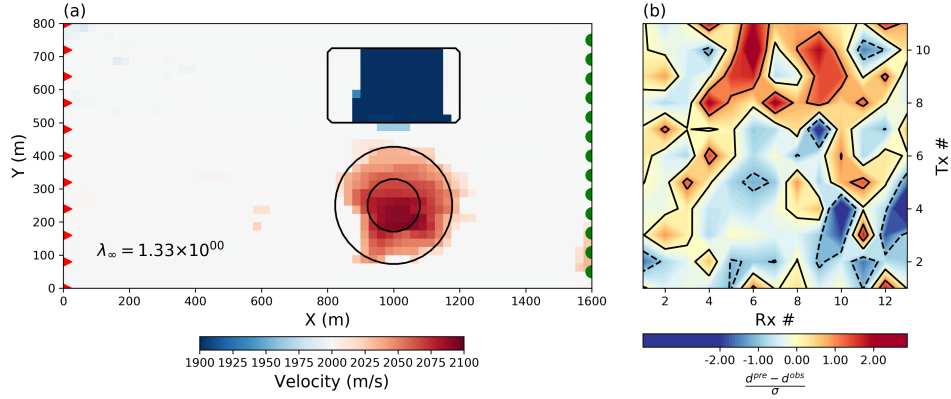 (a)
800
700
600
500
400
300
200
100
0
Y (m)
λ∞ = 1.33×10⁰⁰
0 200 400 600 800 1000 1200 1400 1600
X (m)
1900 1925 1950 1975 2000 2025 2050 2075 2100
Velocity (m/s)
(b)
10
8
6
4
2
Tx #
2 4 6 8 10 12
Rx #
-2.00 -1.00 0.00 1.00 2.00
d^pre − d^obs
σ